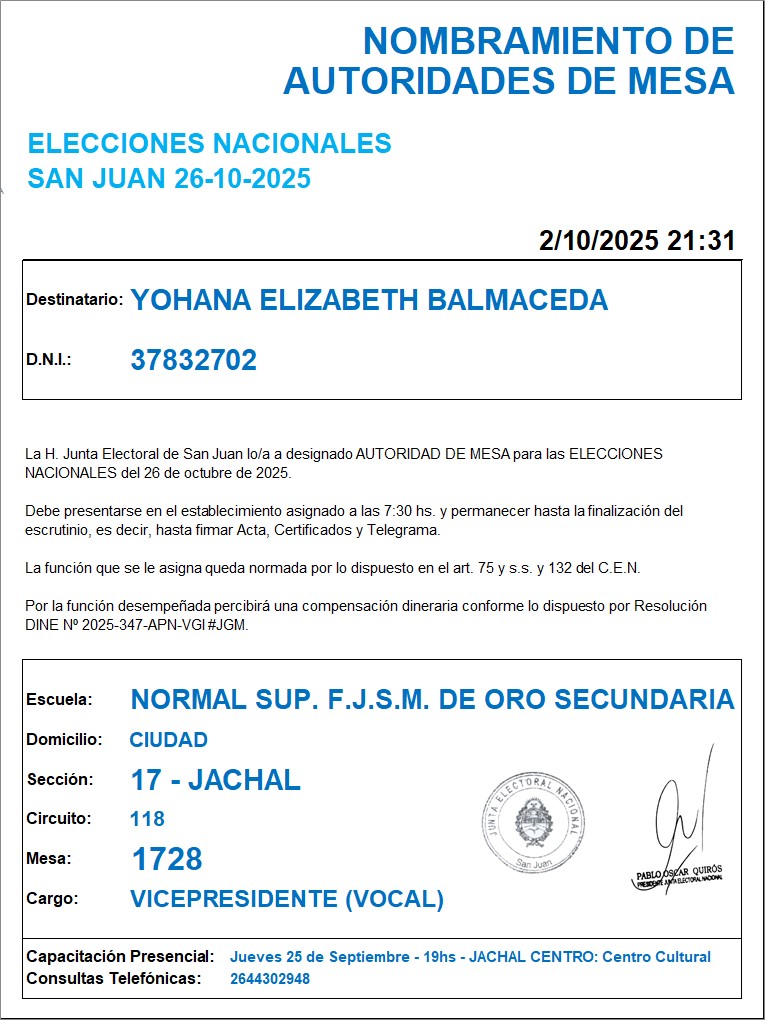 NOMBRAMIENTO DE
AUTORIDADES DE MESA
ELECCIONES NACIONALES
SAN JUAN 26-10-2025
2/10/2025 21:31
Destinatario: YOHANA ELIZABETH BALMACEDA
D.N.I.: 37832702
La H. Junta Electoral de San Juan lo/a a designado AUTORIDAD DE MESA para las ELECCIONES
NACIONALES del 26 de octubre de 2025.
Debe presentarse en el establecimiento asignado a las 7:30 hs. y permanecer hasta la finalización del
escrutinio, es decir, hasta firmar Acta, Certificados y Telegrama.
La función que se le asigna queda normada por lo dispuesto en el art. 75 y s.s. y 132 del C.E.N.
Por la función desempeñada percibirá una compensación dineraria conforme lo dispuesto por Resolución
DINE Nº 2025-347-APN-VGI#JGM.
Escuela: NORMAL SUP. F.J.S.M. DE ORO SECUNDARIA
Domicilio: CIUDAD
Sección: 17 - JACHAL
Circuito: 118
Mesa: 1728
Cargo: VICEPRESIDENTE (VOCAL)
JUNTA ELECTORAL NACIONAL
San Juan
PABLO OSCAR QUIRÓS
PRESIDENTE JUNTA ELECTORAL NACIONAL
Capacitación Presencial: Jueves 25 de Septiembre - 19hs - JACHAL CENTRO: Centro Cultural
Consultas Telefónicas: 2644302948